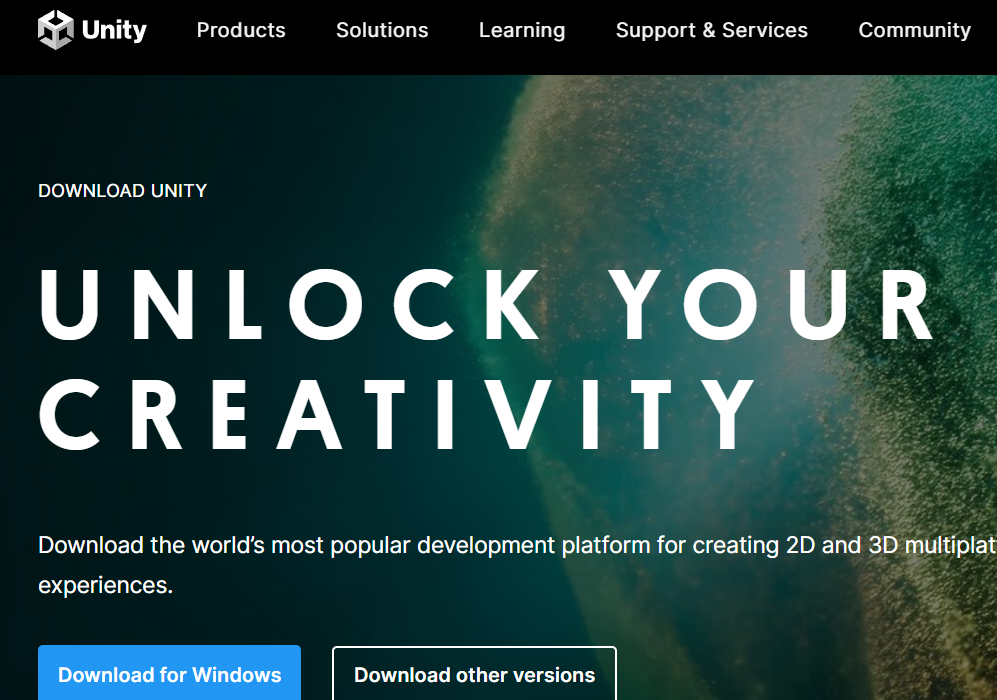 Unity Products Solutions Learning Support & Services Community
DOWNLOAD UNITY
UNLOCK YOUR
CREATIVITY
Download the world’s most popular development platform for creating 2D and 3D multiplat
experiences.
Download for Windows Download other versions